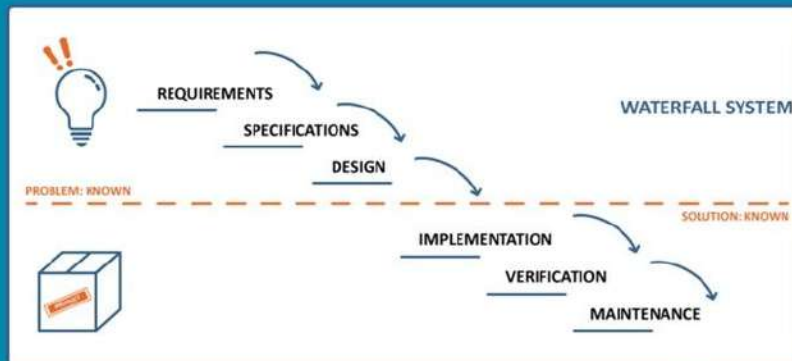 REQUIREMENTS
WATERFALL SYSTEM
SPECIFICATIONS
DESIGN
PROBLEM: KNOWN
SOLUTION: KNOWN
IMPLEMENTATION
VERIFICATION
MAINTENANCE